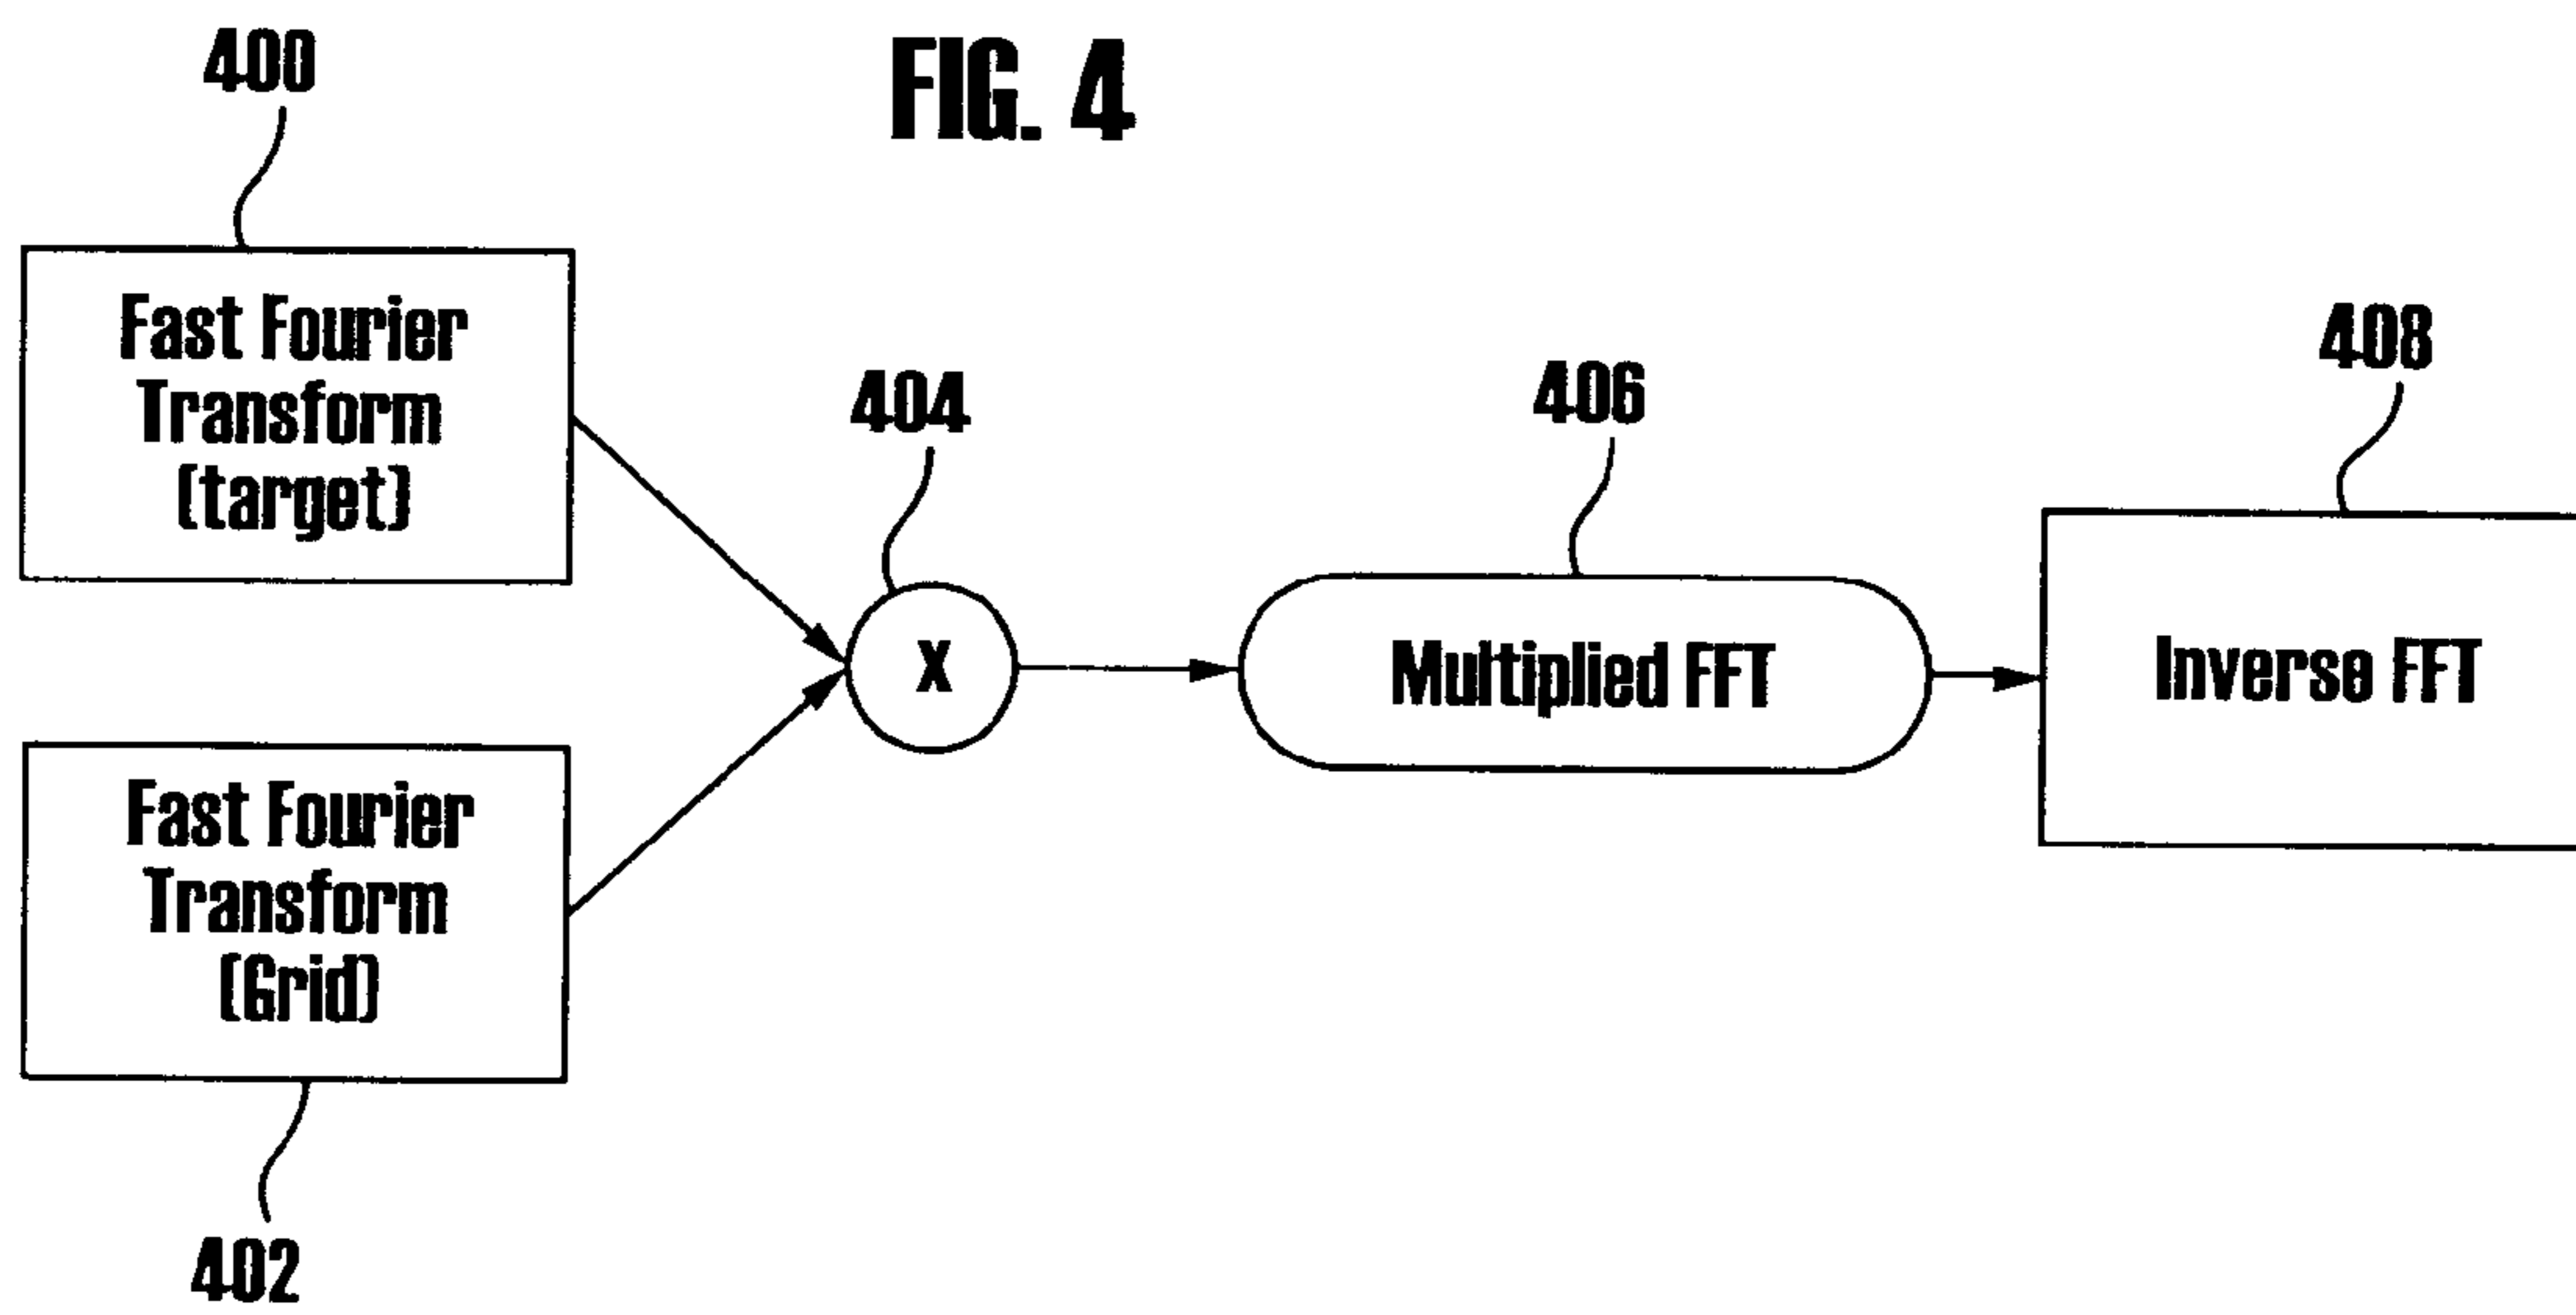 FIG. 4
400
Fast Fourier
Transform
(target)
404
X
406
Multiplied FFT
408
Inverse FFT
Fast Fourier
Transform
(Grid)
402